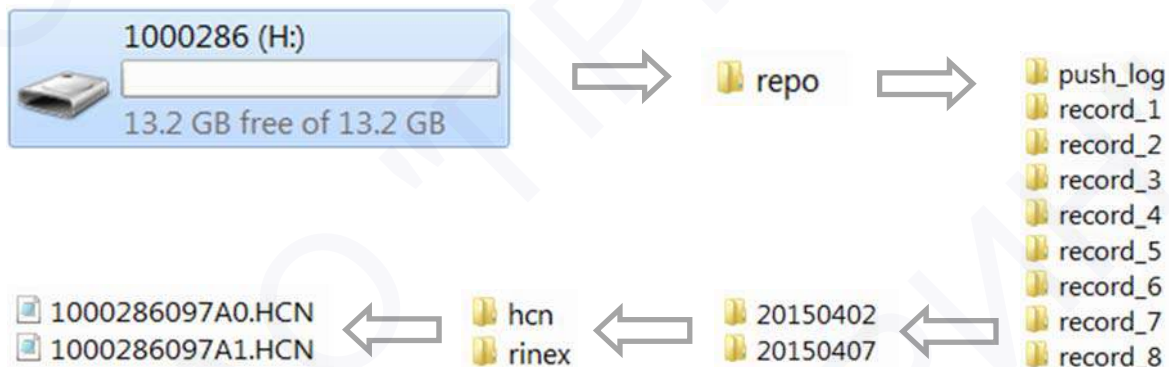 1000286 (H:)
13.2 GB free of 13.2 GB
repo
push_log
record_1
record_2
record_3
record_4
record_5
record_6
record_7
record_8
20150402
20150407
hcn
rinex
1000286097A0.HCN
1000286097A1.HCN